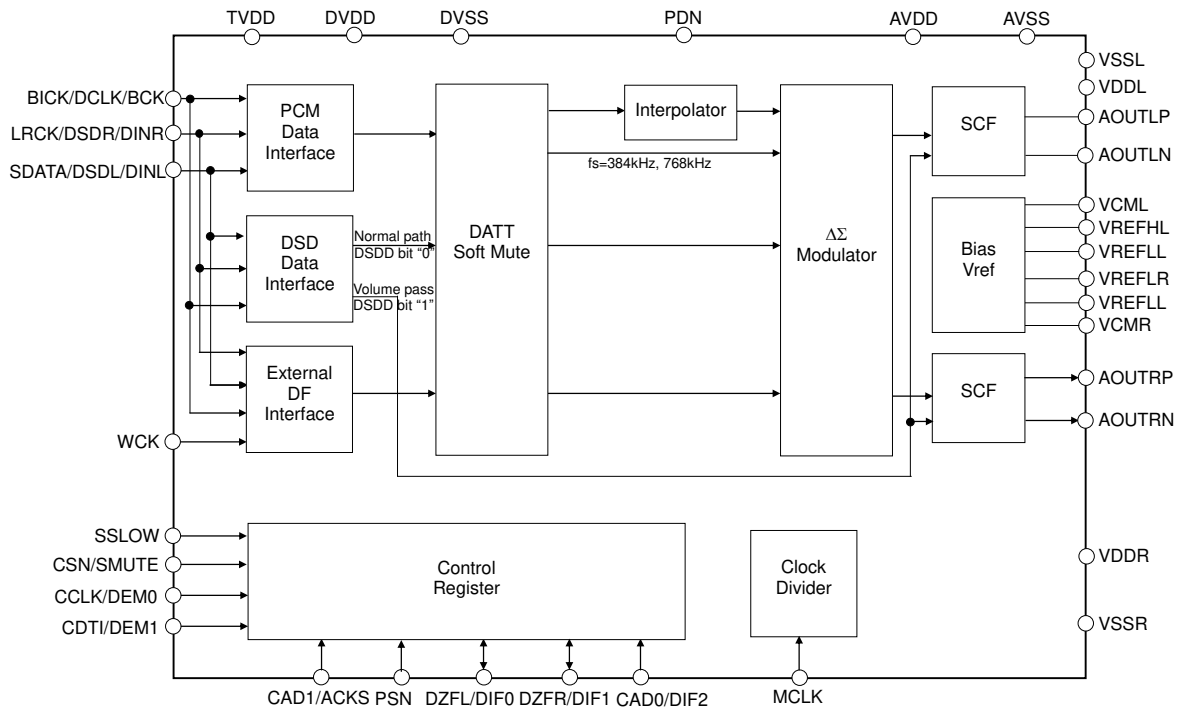 TVDD
DVDD
DVSS
PDN
AVDD
AVSS
VSSL
VDDL
BICK/DCLK/BCK
LRCK/DSDR/DINR
SDATA/DSDL/DINL
PCM
Data
Interface
Interpolator
fs=384kHz, 768kHz
SCF
AOUTLP
AOUTLN
DSD
Data
Interface
Normal path
DSDD bit “0”
Volume pass
DSDD bit “1”
DATT
Soft Mute
ΔΣ
Modulator
Bias
Vref
VCML
VREFHL
VREFLL
VREFLR
VREFLL
VCMR
External
DF
Interface
SCF
AOUTRP
AOUTRN
WCK
SSLOW
CSN/SMUTE
CCLK/DEM0
CDTI/DEM1
Control
Register
Clock
Divider
VDDR
VSSR
CAD1/ACKS
PSN
DZFL/DIF0
DZFR/DIF1
CAD0/DIF2
MCLK